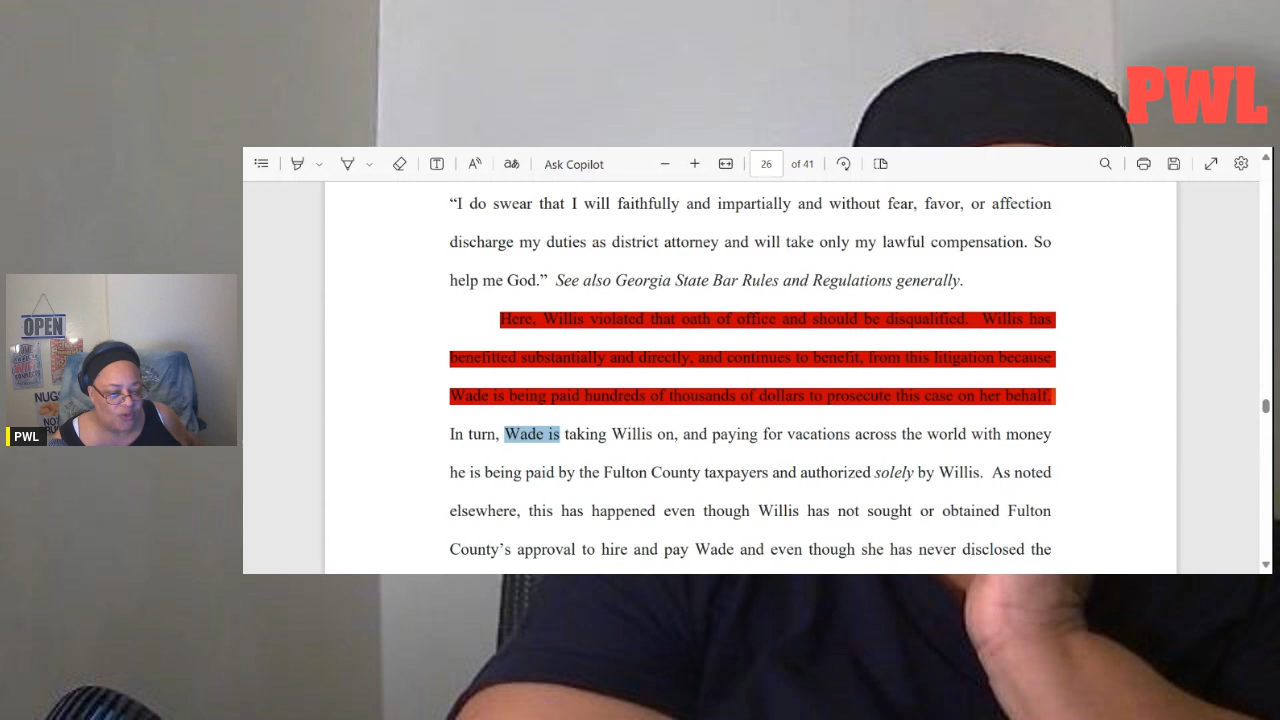 PWL
Ask Copilot
26 of 41
“I do swear that I will faithfully and impartially and without fear, favor, or affection
discharge my duties as district attorney and will take only my lawful compensation. So
help me God.” See also Georgia State Bar Rules and Regulations generally.
Here, Willis violated that oath of office and should be disqualified. Willis has
benefitted substantially and directly, and continues to benefit, from this litigation because
Wade is being paid hundreds of thousands of dollars to prosecute this case on her behalf.
In turn, Wade is taking Willis on, and paying for vacations across the world with money
he is being paid by the Fulton County taxpayers and authorized solely by Willis. As noted
elsewhere, this has happened even though Willis has not sought or obtained Fulton
County’s approval to hire and pay Wade and even though she has never disclosed the
OPEN
PWL